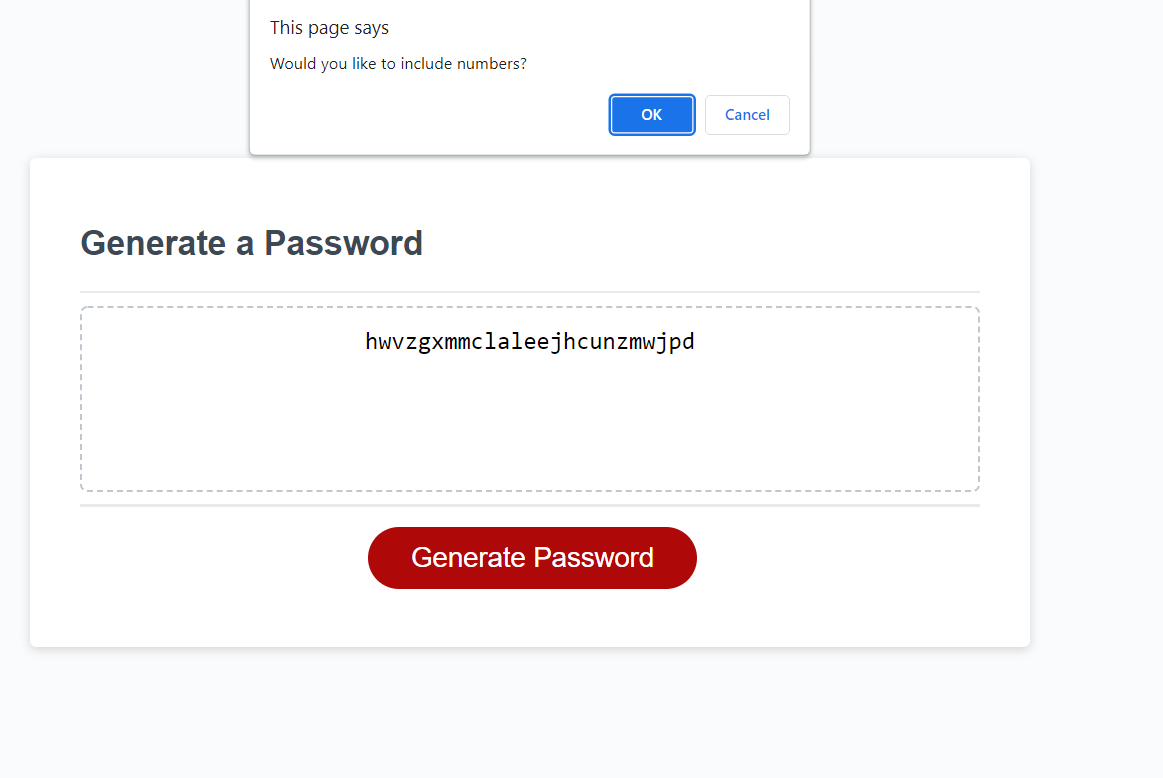 This page says
Would you like to include numbers?
OK
Cancel
Generate a Password
hwvzgxmmclaleejhcunzmwjpd
Generate Password